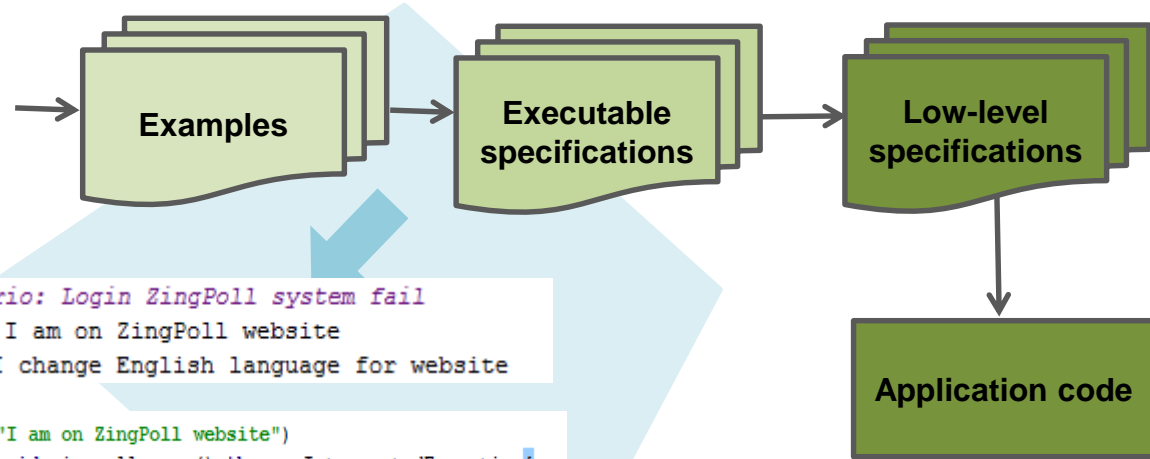 Examples
Executable
specifications
Low-level
specifications
rio: Login ZingPoll system fail
I am on ZingPoll website
I change English language for website
"I am on ZingPoll website")
Application code